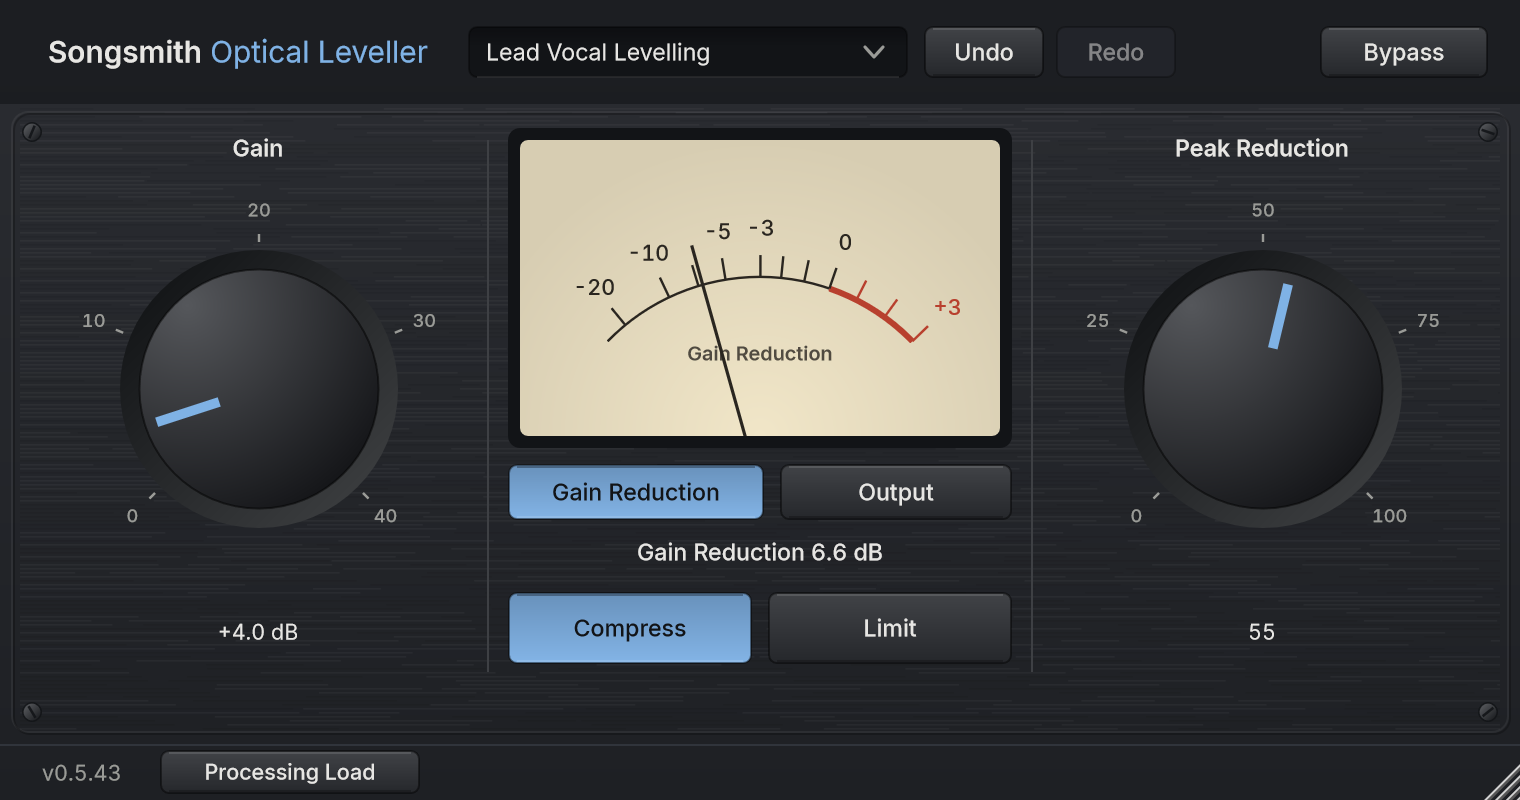 Songsmith Optical Leveller
Lead Vocal Levelling
Undo
Redo
Bypass
Gain
20
10
30
0
40
+4.0 dB
-20
-10
-5
-3
0
+3
Gain Reduction
Gain Reduction
Output
Gain Reduction 6.6 dB
Compress
Limit
Peak Reduction
50
25
75
0
100
55
v0.5.43
Processing Load